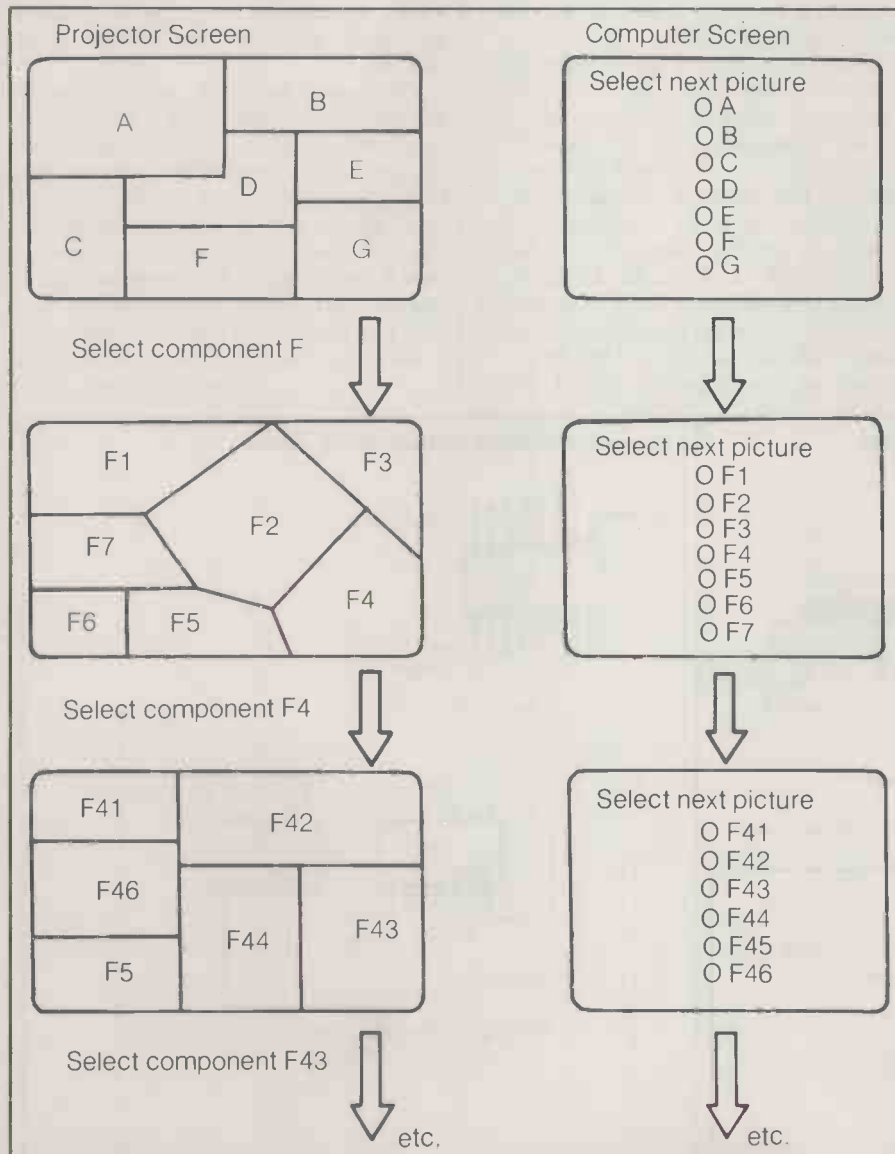 Projector Screen
Computer Screen
A
B
C
D
E
F
G
Select next picture
O A
O B
O C
O D
O E
O F
O G
Select component F
F1
F2
F3
F7
F4
F6
F5
Select next picture
O F1
O F2
O F3
O F4
O F5
O F6
O F7
Select component F4
F41
F42
F46
F44
F43
F5
Select next picture
O F41
O F42
O F43
O F44
O F45
O F46
Select component F43
etc.
etc.